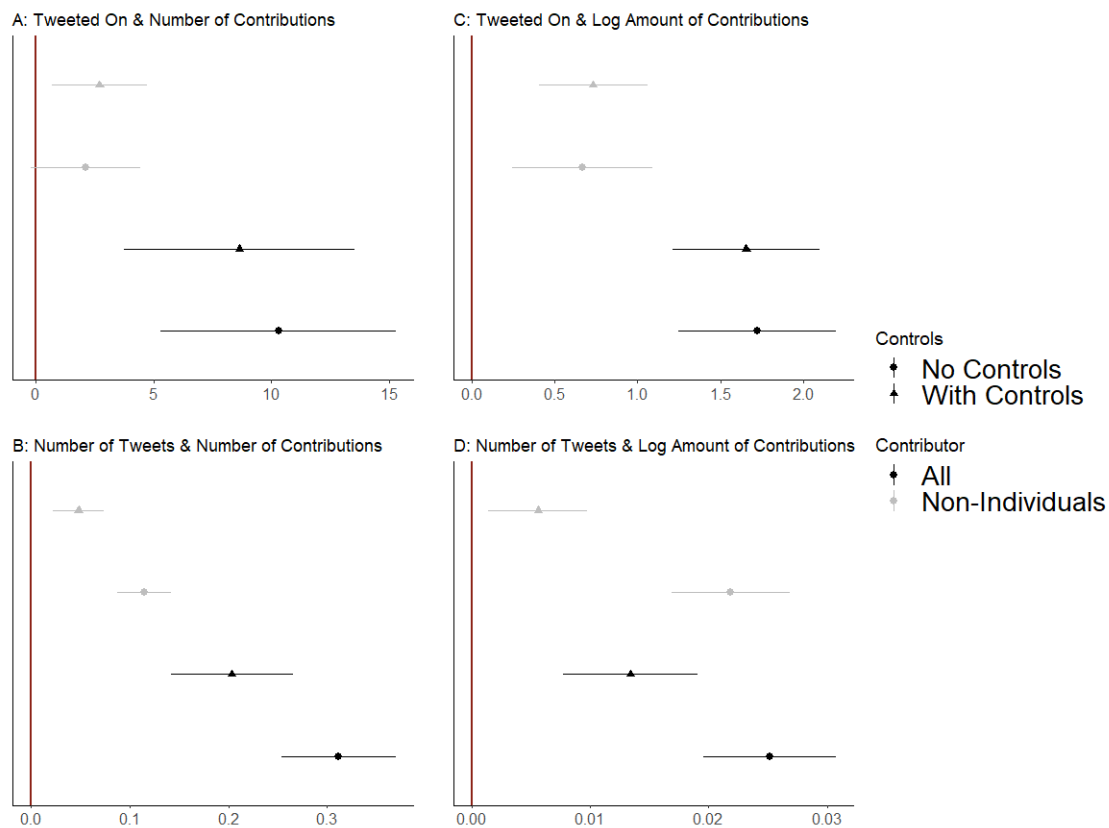 A: Tweeted On & Number of Contributions
0 5 10 15
C: Tweeted On & Log Amount of Contributions
0.0 0.5 1.0 1.5 2.0
B: Number of Tweets & Number of Contributions
0.0 0.1 0.2 0.3
D: Number of Tweets & Log Amount of Contributions
0.00 0.01 0.02 0.03
Controls
No Controls
With Controls
Contributor
All
Non-Individuals